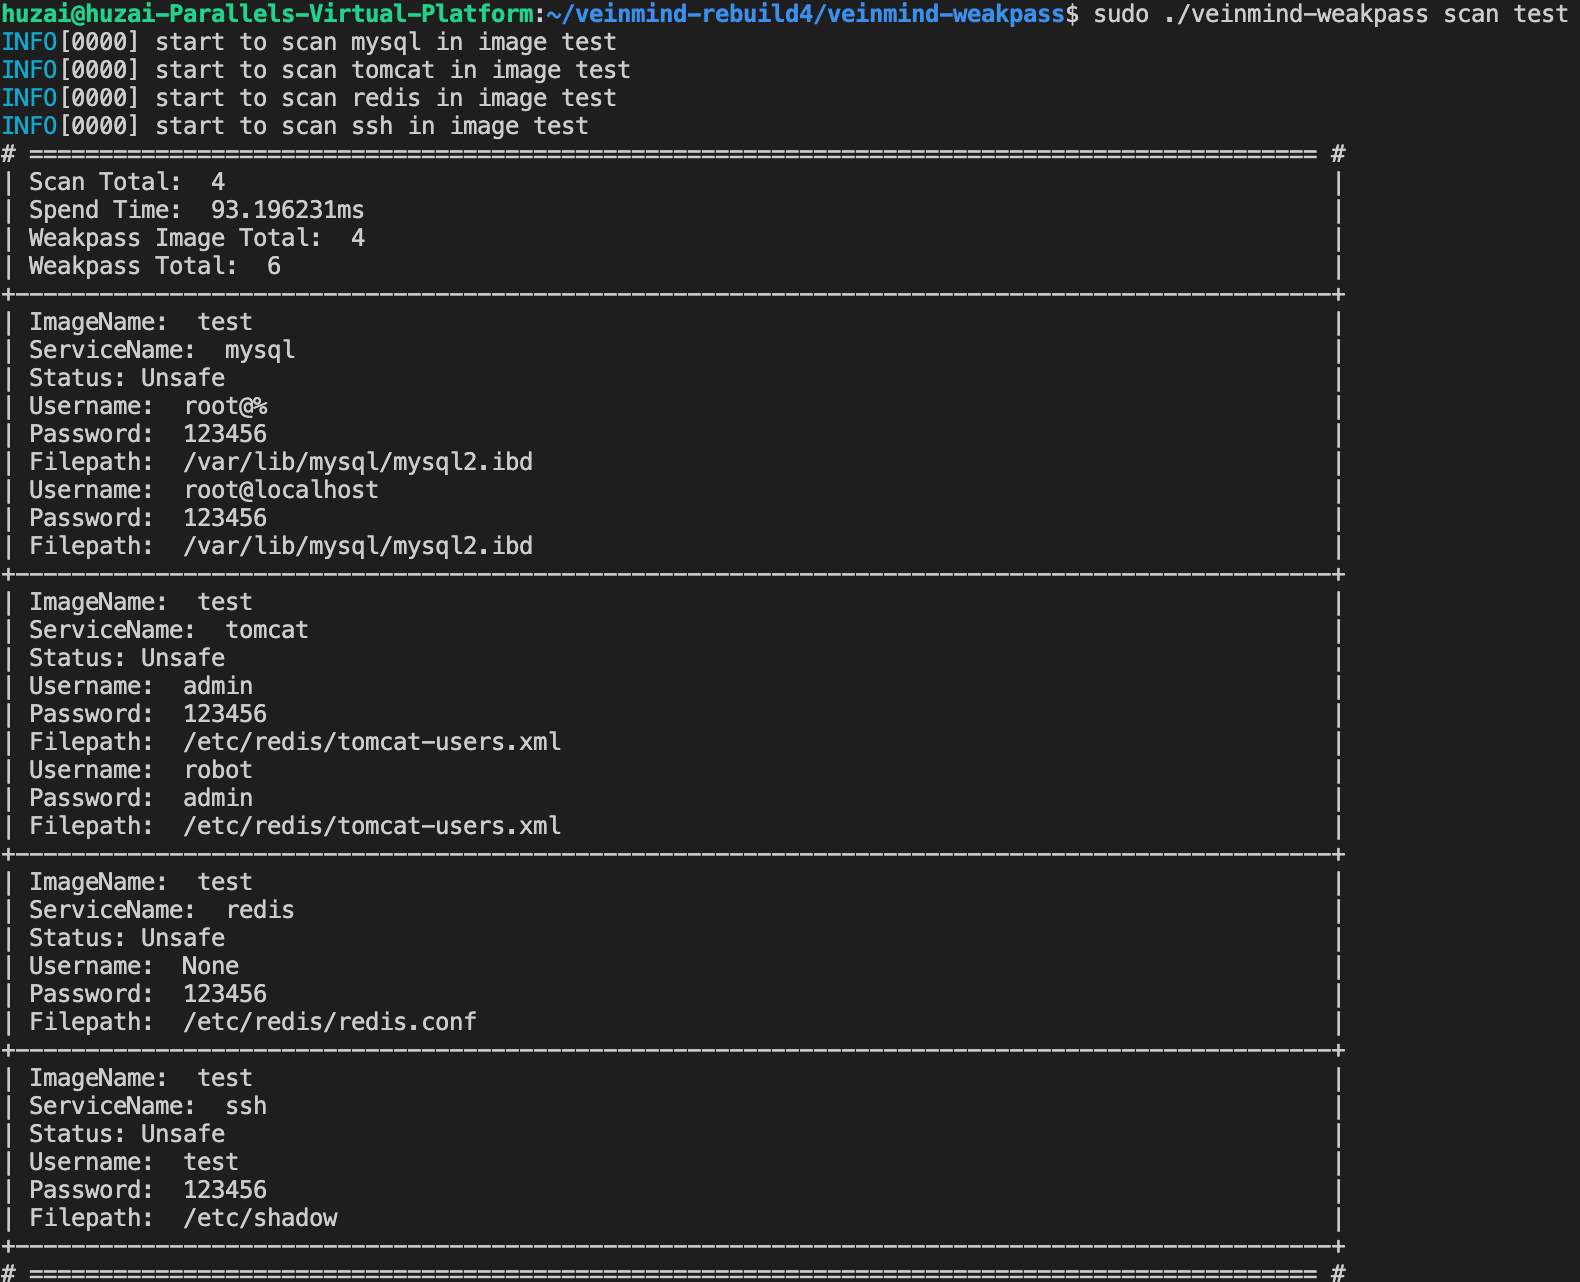 huzai@huzai-Parallels-Virtual-Platform:~/veinmind-rebuild4/veinmind-weakpass$ sudo ./veinmind-weakpass scan test
INFO[0000] start to scan mysql in image test
INFO[0000] start to scan tomcat in image test
INFO[0000] start to scan redis in image test
INFO[0000] start to scan ssh in image test
# ============================================================================================ #
| Scan Total:  4                                                                               |
| Spend Time:  93.196231ms                                                                     |
| Weakpass Image Total:  4                                                                     |
| Weakpass Total:  6                                                                           |
+----------------------------------------------------------------------------------------------+
| ImageName:  test                                                                             |
| ServiceName:  mysql                                                                          |
| Status: Unsafe                                                                               |
| Username:  root@%                                                                            |
| Password:  123456                                                                            |
| Filepath:  /var/lib/mysql/mysql2.ibd                                                         |
| Username:  root@localhost                                                                    |
| Password:  123456                                                                            |
| Filepath:  /var/lib/mysql/mysql2.ibd                                                         |
+----------------------------------------------------------------------------------------------+
| ImageName:  test                                                                             |
| ServiceName:  tomcat                                                                         |
| Status: Unsafe                                                                               |
| Username:  admin                                                                             |
| Password:  123456                                                                            |
| Filepath:  /etc/redis/tomcat-users.xml                                                       |
| Username:  robot                                                                             |
| Password:  admin                                                                             |
| Filepath:  /etc/redis/tomcat-users.xml                                                       |
+----------------------------------------------------------------------------------------------+
| ImageName:  test                                                                             |
| ServiceName:  redis                                                                          |
| Status: Unsafe                                                                               |
| Username:  None                                                                              |
| Password:  123456                                                                            |
| Filepath:  /etc/redis/redis.conf                                                             |
+----------------------------------------------------------------------------------------------+
| ImageName:  test                                                                             |
| ServiceName:  ssh                                                                            |
| Status: Unsafe                                                                               |
| Username:  test                                                                              |
| Password:  123456                                                                            |
| Filepath:  /etc/shadow                                                                       |
+----------------------------------------------------------------------------------------------+
# ============================================================================================ #